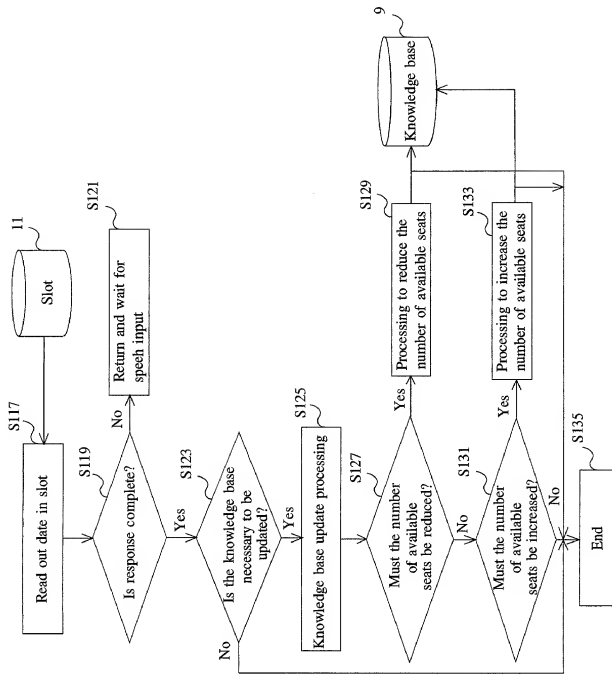 11
Slot
S117
Read out date in slot
S119
Is response complete?
No
S121
Return and wait for
speeh input
Yes
S123
Is the knowledge base
necessary to be
updated?
No
Yes
S125
Knowledge base update processing
S127
Must the number
of available
seats be reduced?
Yes
S129
Processing to reduce the
number of available seats
9
Knowledge base
No
S131
Must the number
of available
seats be increased?
Yes
S133
Processing to increase the
number of available seats
No
S135
End